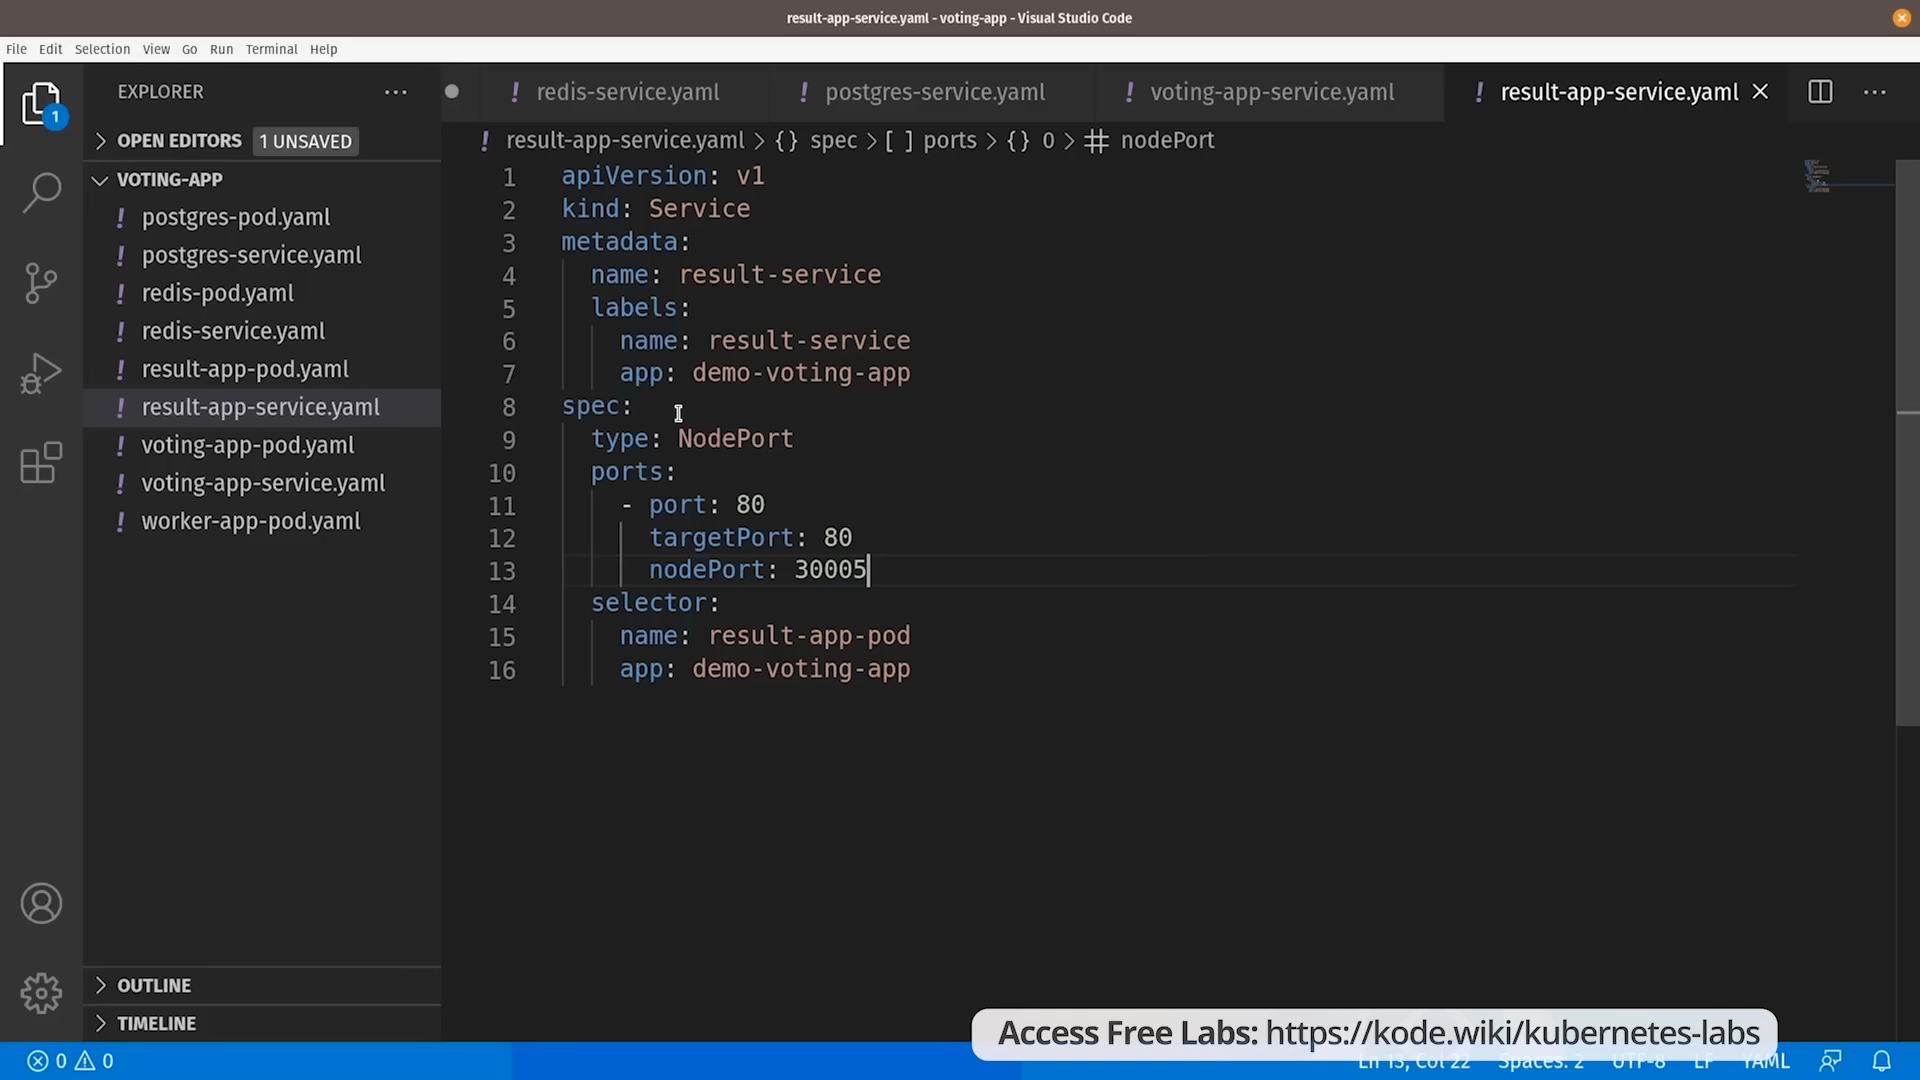 result-app-service.yaml - voting-app - Visual Studio Code
File Edit Selection View Go Run Terminal Help
EXPLORER ···
1
OPEN EDITORS 1 UNSAVED
VOTING-APP
! postgres-pod.yaml
! postgres-service.yaml
! redis-pod.yaml
! redis-service.yaml
! result-app-pod.yaml
! result-app-service.yaml
! voting-app-pod.yaml
! voting-app-service.yaml
! worker-app-pod.yaml
OUTLINE
TIMELINE
! redis-service.yaml ! postgres-service.yaml ! voting-app-service.yaml ! result-app-service.yaml ···
! result-app-service.yaml > {} spec > [ ] ports > {} 0 > # nodePort
1 apiVersion: v1
2 kind: Service
3 metadata:
4 name: result-service
5 labels:
6 name: result-service
7 app: demo-voting-app
8 spec:
9 type: NodePort
10 ports:
11 - port: 80
12 targetPort: 80
13 nodePort: 30005
14 selector:
15 name: result-app-pod
16 app: demo-voting-app
Access Free Labs: https://kode.wiki/kubernetes-labs
0 0 Ln 13, Col 22 Spaces: 2 UTF-8 LF YAML